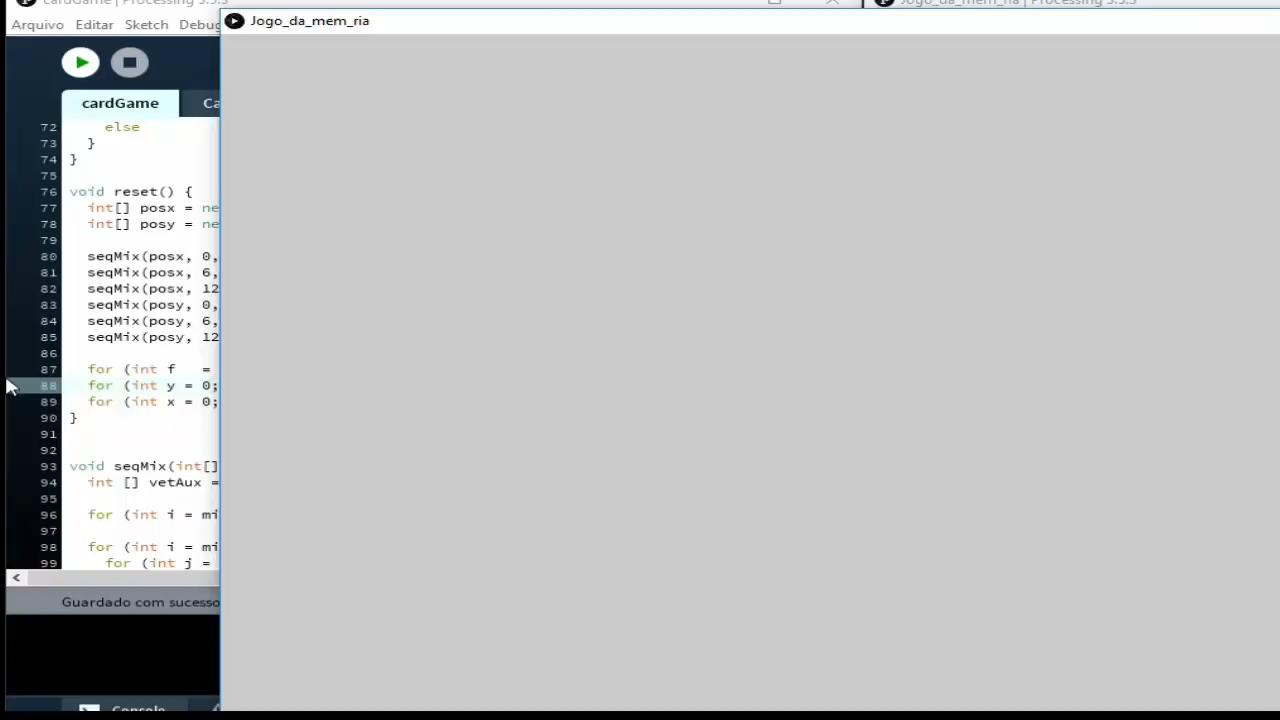 cardGame | Processing 3.5.3
Jogo_da_mem_ria | Processing 3.5.3
Arquivo Editar Sketch Debug
Jogo_da_mem_ria
cardGame Ca
72 else
73 }
74 }
75
76 void reset() {
77 int[] posx = ne
78 int[] posy = ne
79
80 seqMix(posx, 0,
81 seqMix(posx, 6,
82 seqMix(posx, 12
83 seqMix(posy, 0,
84 seqMix(posy, 6,
85 seqMix(posy, 12
86
87 for (int f =
88 for (int y = 0;
89 for (int x = 0;
90 }
91
92
93 void seqMix(int[]
94 int [] vetAux =
95
96 for (int i = mi
97
98 for (int i = mi
99 for (int j =
Guardado com sucesso
Console